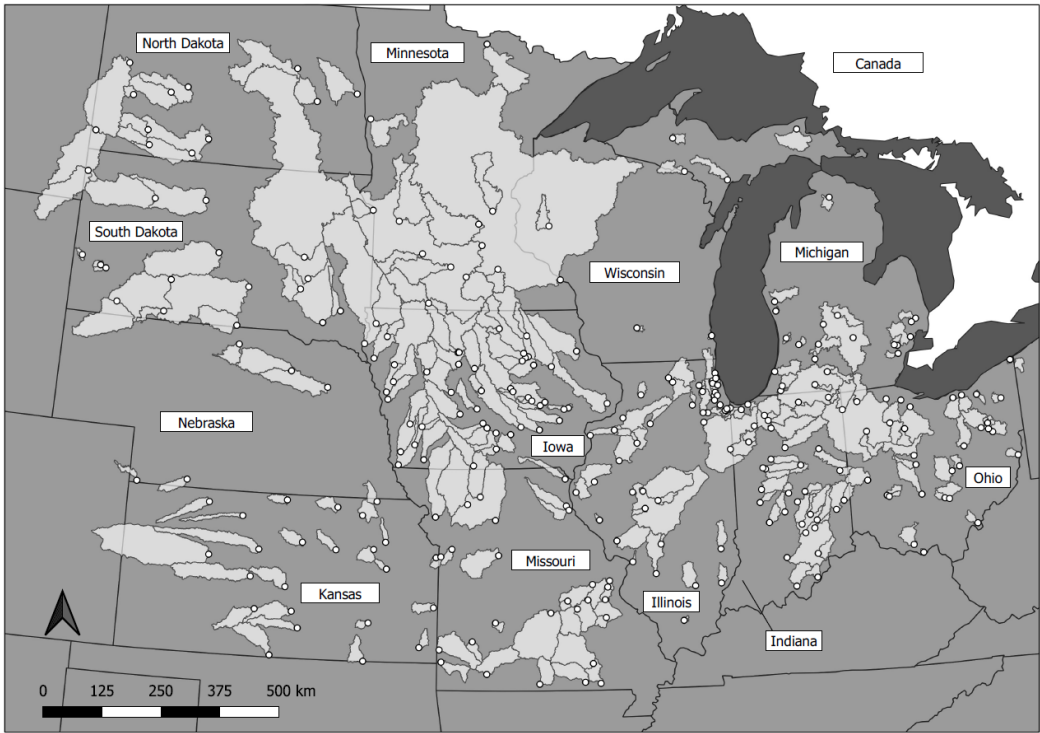 North Dakota
Minnesota
Canada
South Dakota
Michigan
Wisconsin
Nebraska
Iowa
Ohio
Missouri
Kansas
Illinois
Indiana
0 125 250 375 500 km